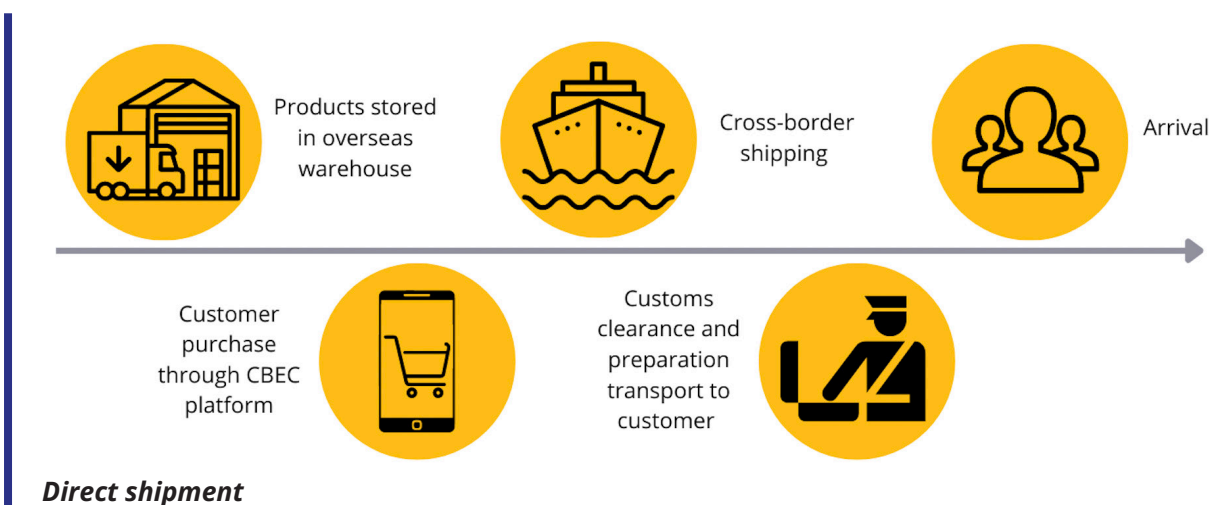 Products stored
in overseas
warehouse
Customer
purchase
through CBEC
platform
Cross-border
shipping
Customs
clearance and
preparation
transport to
customer
Arrival
Direct shipment